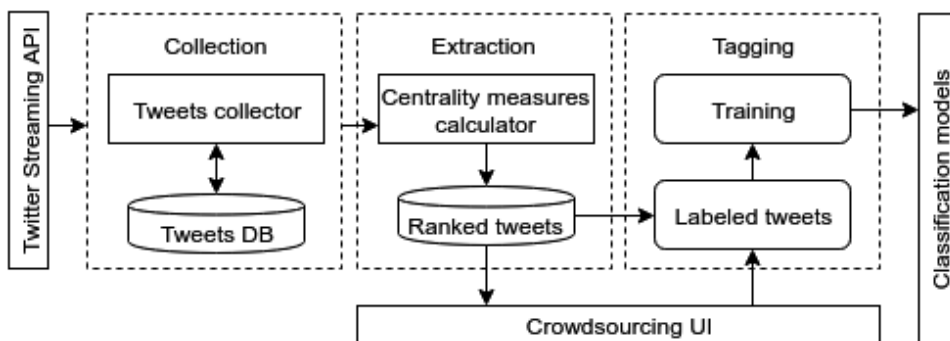 Twitter Streaming API
Collection
Tweets collector
Tweets DB
Extraction
Centrality measures
calculator
Ranked tweets
Tagging
Training
Labeled tweets
Crowdsourcing UI
Classification models